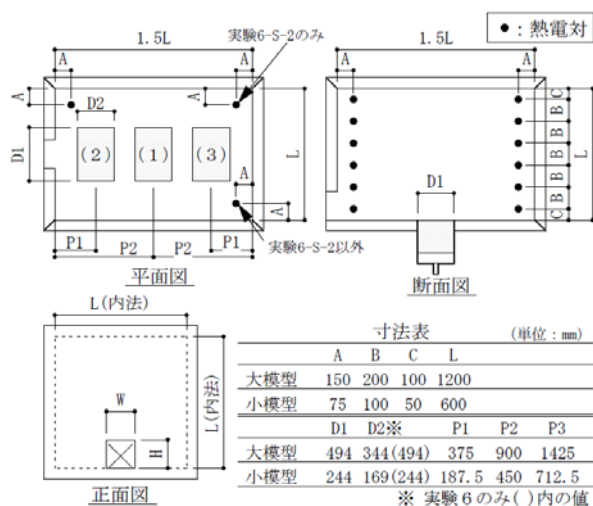 実験6-S-2のみ
●：熱電対
1.5L
A
A
A
A
D2
D1
(2)
(1)
(3)
L
A
A
P1
P2
P2
P1
実験6-S-2以外
平面図
1.5L
A
A
C
B
B
B
B
B
C
L
D1
断面図
L(内法)
L(内法)
W
H
正面図
寸法表 (単位：mm)
A B C L
大模型 150 200 100 1200
小模型 75 100 50 600
D1 D2※ P1 P2 P3
大模型 494 344(494) 375 900 1425
小模型 244 169(244) 187.5 450 712.5
※ 実験６のみ( )内の値